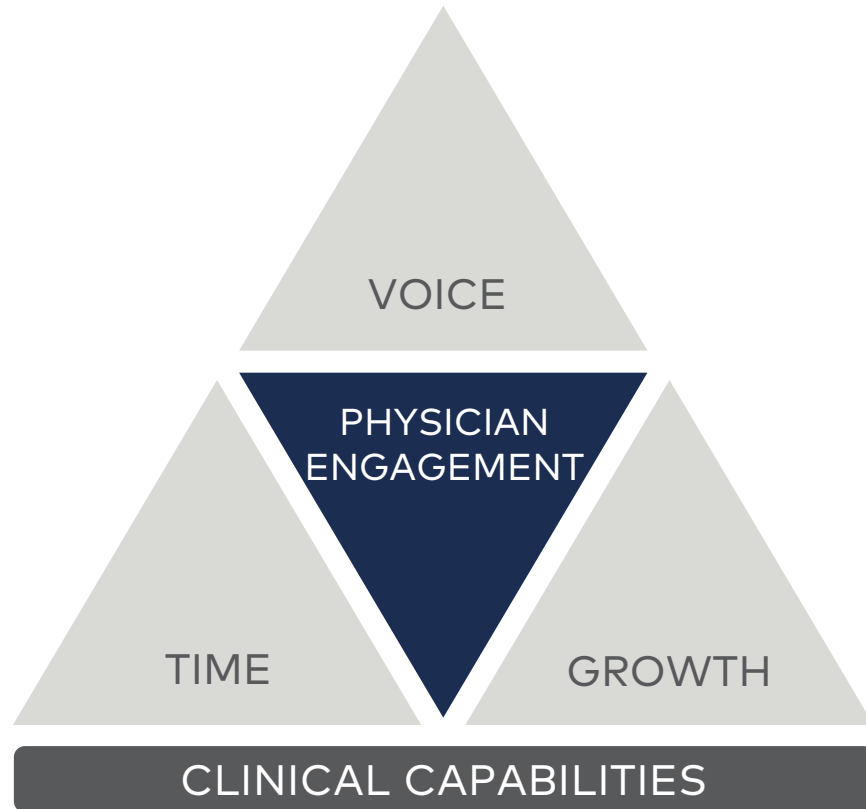 VOICE
PHYSICIAN
ENGAGEMENT
TIME
GROWTH
CLINICAL CAPABILITIES